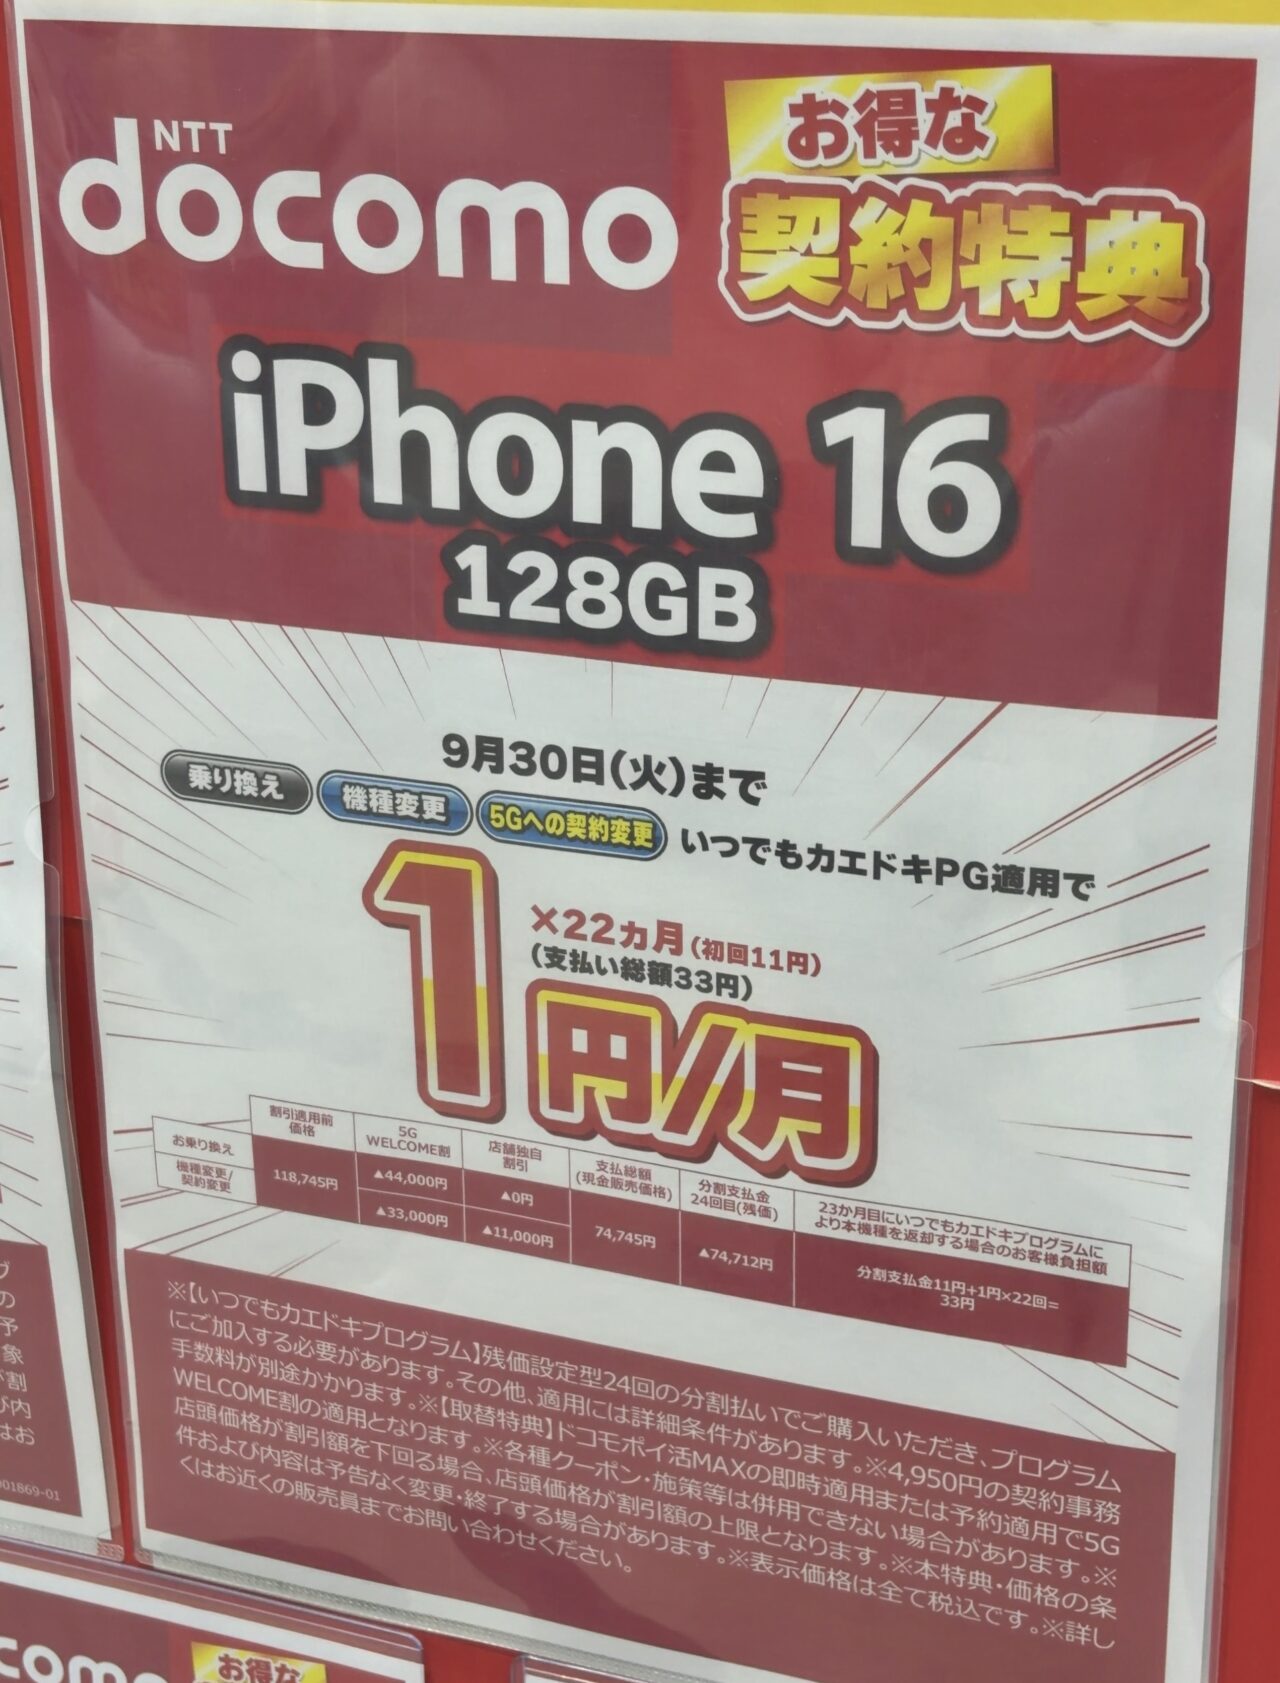 NTT
docomo
お得な
契約特典
iPhone 16
128GB
9月30日(火)まで
乗り換え
機種変更
5Gへの契約変更
いつでもカエドキPG適用で
×22カ月(初回11円)
(支払い総額33円)
1円/月
割引適用前
価格
5G
WELCOME割
店舗独自
割引
支払総額
(現金販売価格)
分割支払金
24回目(残価)
23か月目にいつでもカエドキプログラムに
より本機種を返却する場合のお客様負担額
お乗り換え
機種変更/
契約変更
118,745円
▲44,000円
▲0円
▲33,000円
▲11,000円
74,745円
▲74,712円
分割支払金11円+1円×22回=
33円
※【いつでもカエドキプログラム】残価設定型24回の分割払いでご購入いただき、プログラム
にご加入する必要があります。その他、適用には詳細条件があります。※4,950円の契約事務
手数料が別途かかります。※【取替特典】ドコモポイ活MAXの即時適用または予約適用で5G
WELCOME割の適用となります。※各種クーポン・施策等は併用できない場合があります。※
店頭価格が割引額を下回る場合、店頭価格が割引額の上限となります。※本特典・価格の条
件および内容は予告なく変更・終了する場合があります。※表示価格は全て税込です。※詳し
くはお近くの販売員までお問い合わせください。
グ
の
予
象
割
内
はお
01869-01
como
お得な